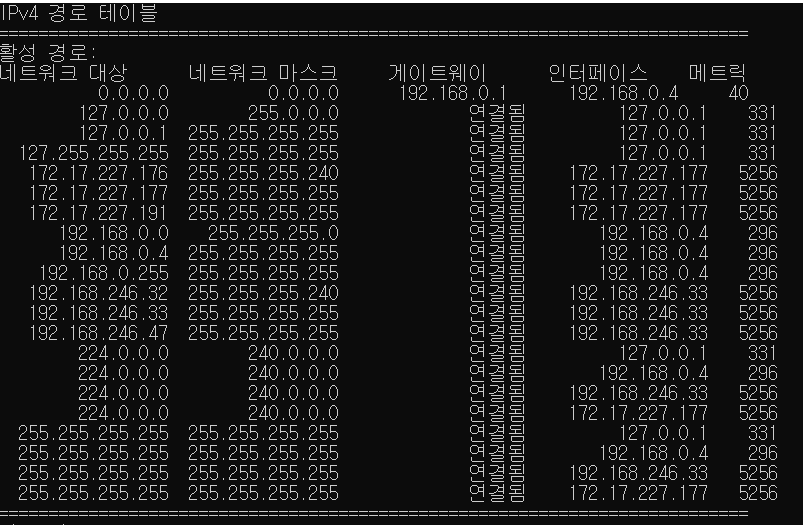 IPv4 경로 테이블
===========================================================================
활성 경로:
네트워크 대상 네트워크 마스크 게이트웨이 인터페이스 메트릭
0.0.0.0 0.0.0.0 192.168.0.1 192.168.0.4 40
127.0.0.0 255.0.0.0 연결됨 127.0.0.1 331
127.0.0.1 255.255.255.255 연결됨 127.0.0.1 331
127.255.255.255 255.255.255.255 연결됨 127.0.0.1 331
172.17.227.176 255.255.255.240 연결됨 172.17.227.177 5256
172.17.227.177 255.255.255.255 연결됨 172.17.227.177 5256
172.17.227.191 255.255.255.255 연결됨 172.17.227.177 5256
192.168.0.0 255.255.255.0 연결됨 192.168.0.4 296
192.168.0.4 255.255.255.255 연결됨 192.168.0.4 296
192.168.0.255 255.255.255.255 연결됨 192.168.0.4 296
192.168.246.32 255.255.255.240 연결됨 192.168.246.33 5256
192.168.246.33 255.255.255.255 연결됨 192.168.246.33 5256
192.168.246.47 255.255.255.255 연결됨 192.168.246.33 5256
224.0.0.0 240.0.0.0 연결됨 127.0.0.1 331
224.0.0.0 240.0.0.0 연결됨 192.168.0.4 296
224.0.0.0 240.0.0.0 연결됨 192.168.246.33 5256
224.0.0.0 240.0.0.0 연결됨 172.17.227.177 5256
255.255.255.255 255.255.255.255 연결됨 127.0.0.1 331
255.255.255.255 255.255.255.255 연결됨 192.168.0.4 296
255.255.255.255 255.255.255.255 연결됨 192.168.246.33 5256
255.255.255.255 255.255.255.255 연결됨 172.17.227.177 5256
===========================================================================